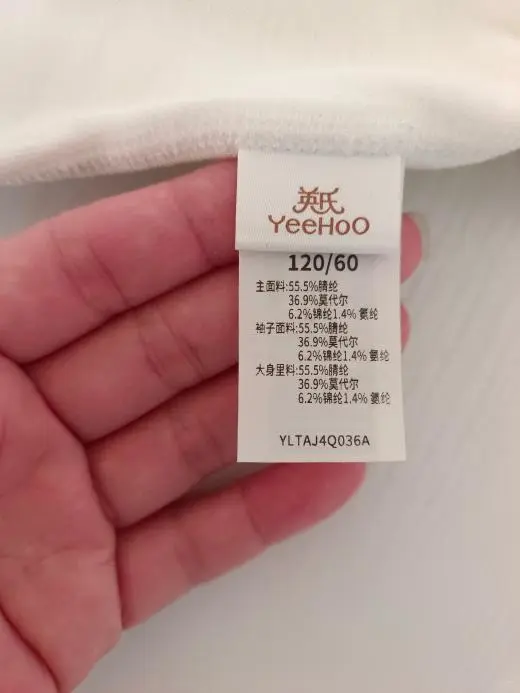 英氏
YeeHoO
120/60
主面料:55.5%腈纶
36.9%莫代尔
6.2%锦纶1.4% 氨纶
袖子面料:55.5%腈纶
36.9%莫代尔
6.2%锦纶1.4% 氨纶
大身里料:55.5%腈纶
36.9%莫代尔
6.2%锦纶1.4% 氨纶
YLTAJ4Q036A